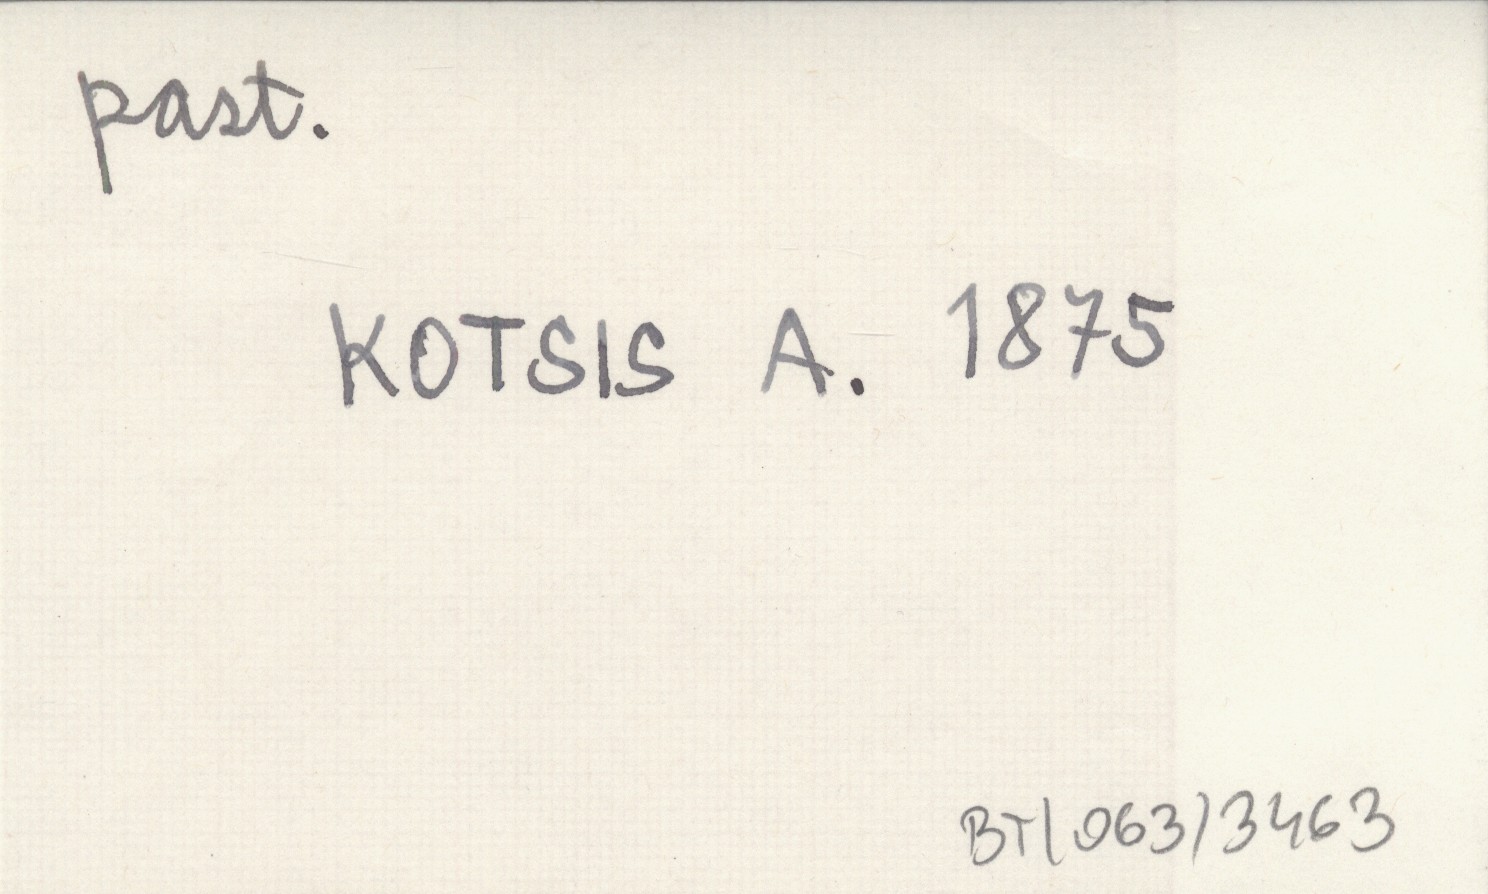 past.
KOTSIS A. 1875
BT/063/3463